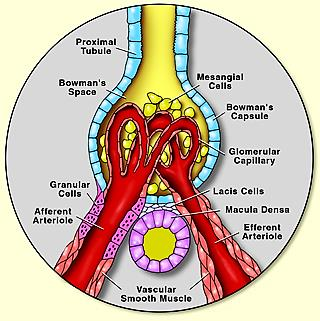 Proximal
Tubule
Bowman's
Space
Mesangial
Cells
Bowman's
Capsule
Glomerular
Capillary
Granular
Cells
Lacis Cells
Afferent
Arteriole
Macula Densa
Efferent
Arteriole
Vascular
Smooth Muscle